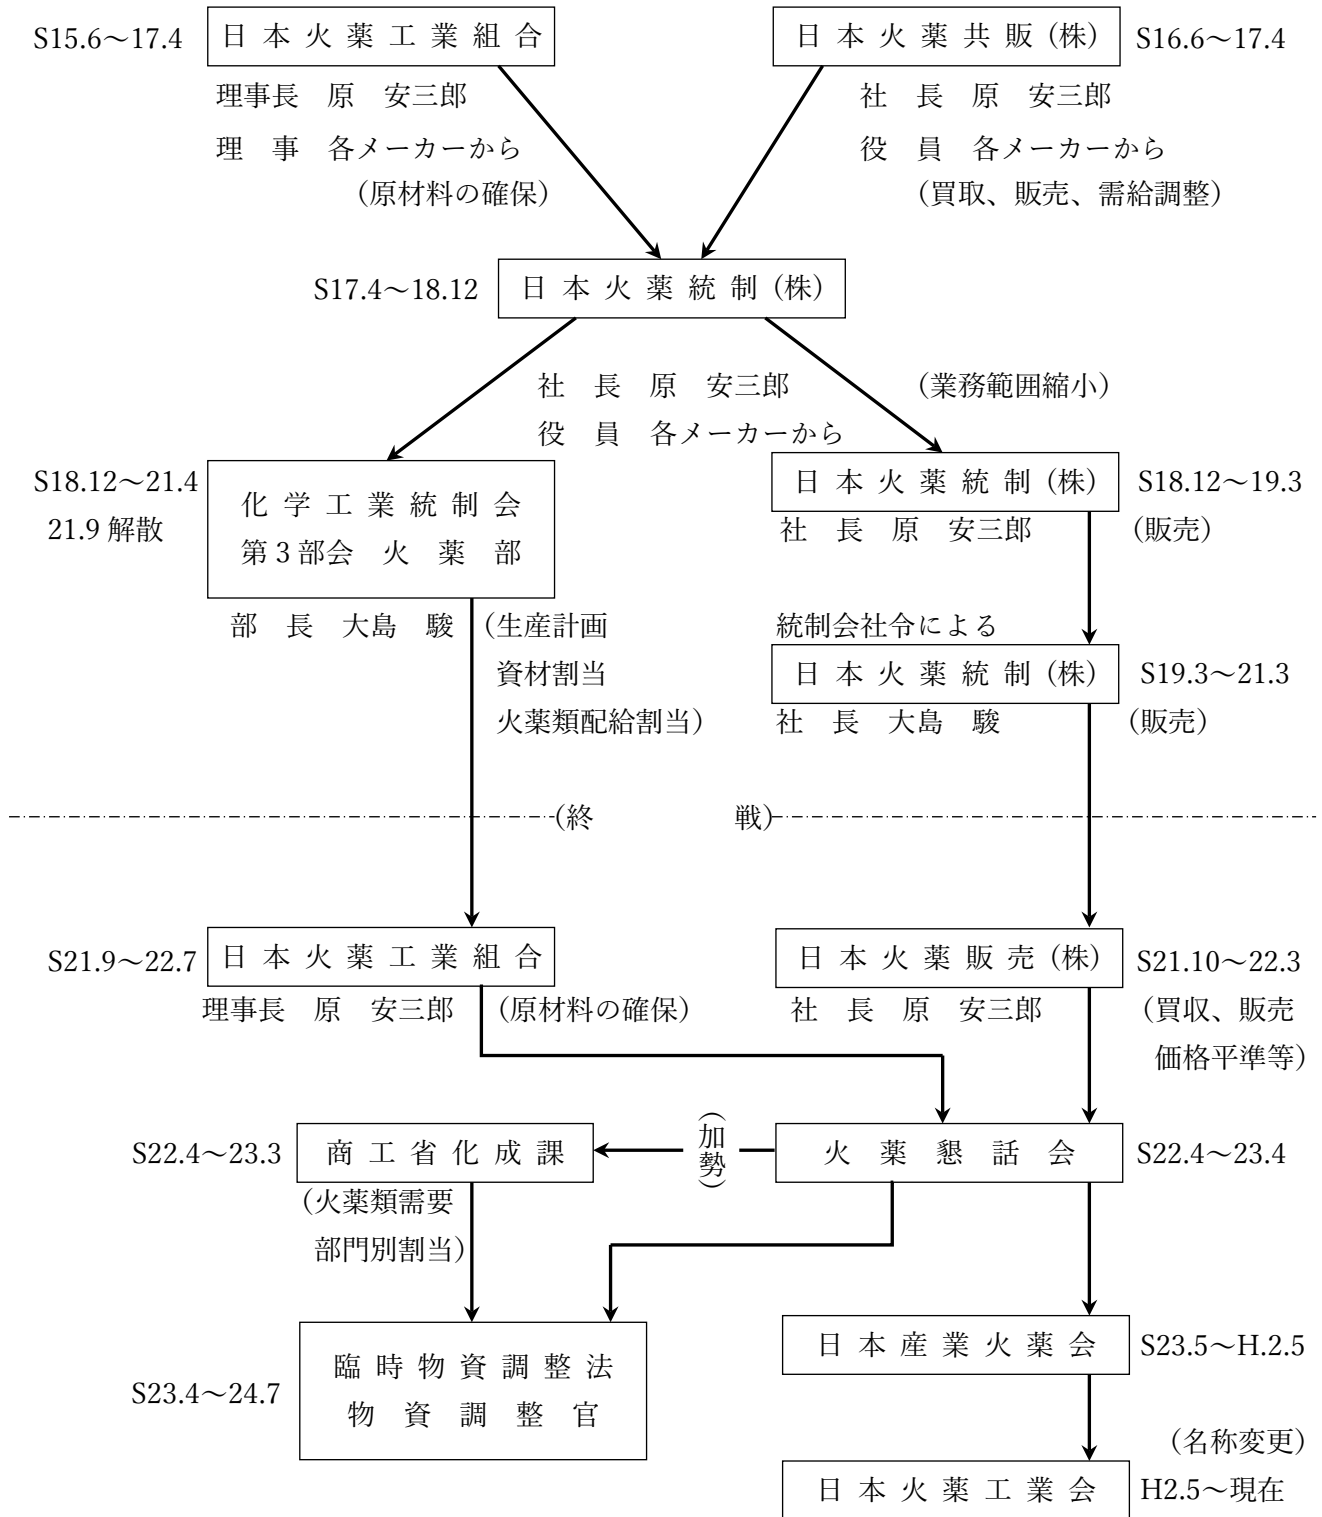 S15.6～17.4
日本火薬工業組合
理事長　原　安三郎
理　事　各メーカーから
（原材料の確保）
日本火薬共販(株)
S16.6～17.4
社　長　原　安三郎
役　員　各メーカーから
（買取、販売、需給調整）
S17.4～18.12
日本火薬統制(株)
社　長　原　安三郎
役　員　各メーカーから
（業務範囲縮小）
S18.12～21.4
21.9 解散
化学工業統制会
第3部会　火薬部
部　長　大島　駿
（生産計画
資材割当
火薬類配給割当）
日本火薬統制(株)
S18.12～19.3
社　長　原　安三郎
（販売）
統制会社令による
日本火薬統制(株)
S19.3～21.3
社　長　大島　駿
（販売）
（終　戦）
S21.9～22.7
日本火薬工業組合
理事長　原　安三郎
（原材料の確保）
日本火薬販売(株)
S21.10～22.3
社　長　原　安三郎
（買収、販売
価格平準等）
S22.4～23.3
商工省化成課
（火薬類需要
部門別割当）
（加勢）
火薬懇話会
S22.4～23.4
S23.4～24.7
臨時物資調整法
物資調整官
日本産業火薬会
S23.5～H.2.5
（名称変更）
日本火薬工業会
H2.5～現在